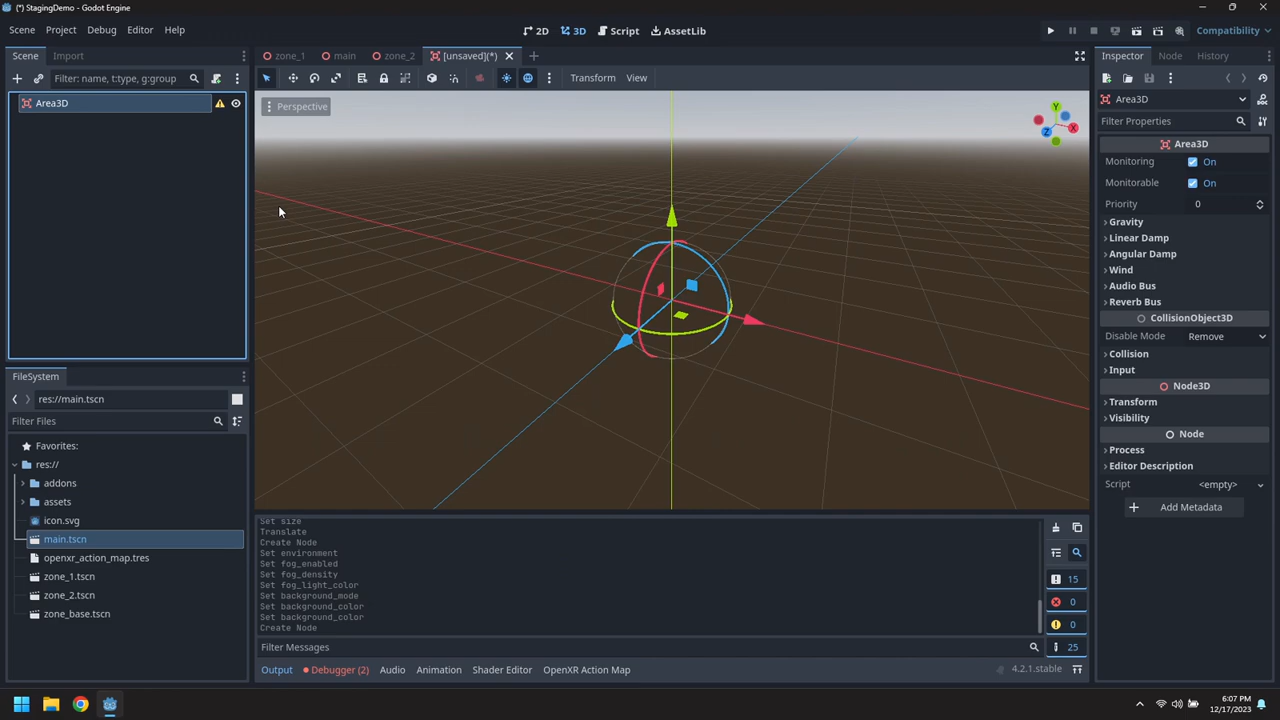 (*) StagingDemo - Godot Engine
Scene Project Debug Editor Help
2D 3D Script AssetLib
Compatibility
Scene Import
zone_1 main zone_2 [unsaved](*)
Inspector Node History
Filter: name, t:type, g:group
Transform View
Area3D
Perspective
Y
X
Z
Area3D
Filter Properties
Area3D
Monitoring On
Monitorable On
Priority 0
Gravity
Linear Damp
Angular Damp
Wind
Audio Bus
Reverb Bus
CollisionObject3D
Disable Mode Remove
Collision
Input
Node3D
Transform
Visibility
Node
Process
Editor Description
Script <empty>
Add Metadata
FileSystem
res://main.tscn
Filter Files
Favorites:
res://
addons
assets
icon.svg
main.tscn
openxr_action_map.tres
zone_1.tscn
zone_2.tscn
zone_base.tscn
Set size
Translate
Create Node
Set environment
Set fog_enabled
Set fog_density
Set fog_light_color
Set background_mode
Set background_color
Set background_color
Create Node
15
0
0
25
Filter Messages
Output Debugger (2) Audio Animation Shader Editor OpenXR Action Map
4.2.1.stable
6:07 PM
12/17/2023